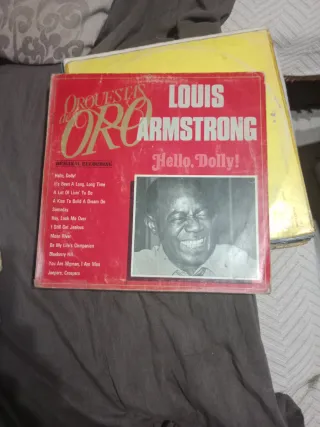 ORQUESTAS
de ORO
LOUIS
ARMSTRONG
Hello, Dolly!
Hello, Dolly!
It's Been A Long, Long Time
A Lot Of Livin' To Do
A Kiss To Build A Dream On
Someday
Hey, Look Me Over
I Still Get Jealous
Moon River
Be My Life's Companion
Blueberry Hill
You Are Woman, I Am Man
Jeepers, Creepers